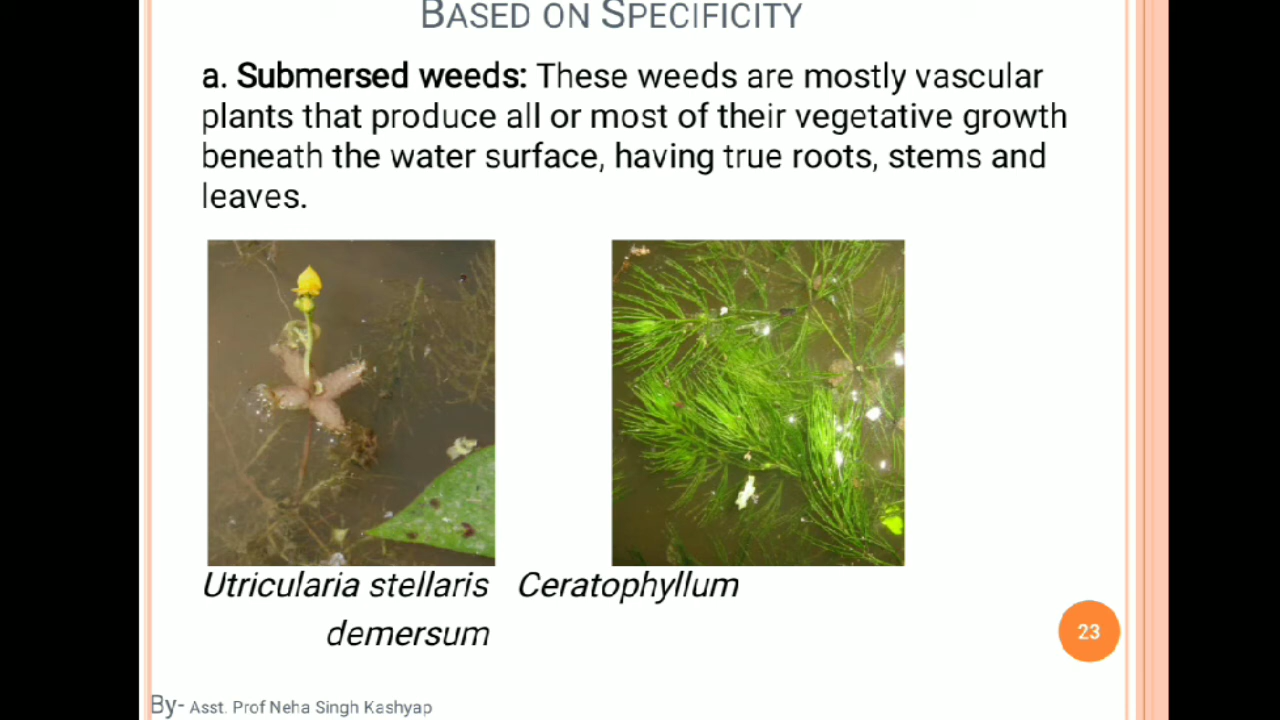 BASED ON SPECIFICITY
a. Submersed weeds: These weeds are mostly vascular
plants that produce all or most of their vegetative growth
beneath the water surface, having true roots, stems and
leaves.
Utricularia stellaris Ceratophyllum
demersum
23
By- Asst. Prof Neha Singh Kashyap